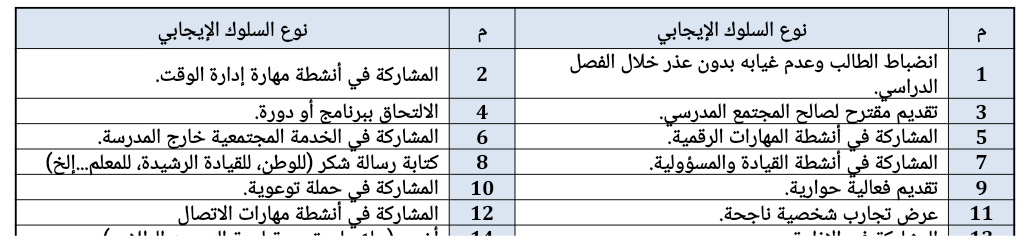 م نوع السلوك الإيجابي م نوع السلوك الإيجابي
1 انضباط الطالب وعدم غيابه بدون عذر خلال الفصل
الدراسي.
2 المشاركة في أنشطة مهارة إدارة الوقت.
3 تقديم مقترح لصالح المجتمع المدرسي. 4 الالتحاق ببرنامج أو دورة.
5 المشاركة في أنشطة المهارات الرقمية. 6 المشاركة في الخدمة المجتمعية خارج المدرسة.
7 المشاركة في أنشطة القيادة والمسؤولية. 8 كتابة رسالة شكر (للوطن، للقيادة الرشيدة، للمعلم...إلخ)
9 تقديم فعالية حوارية. 10 المشاركة في حملة توعوية.
11 عرض تجارب شخصية ناجحة. 12 المشاركة في أنشطة مهارات الاتصال